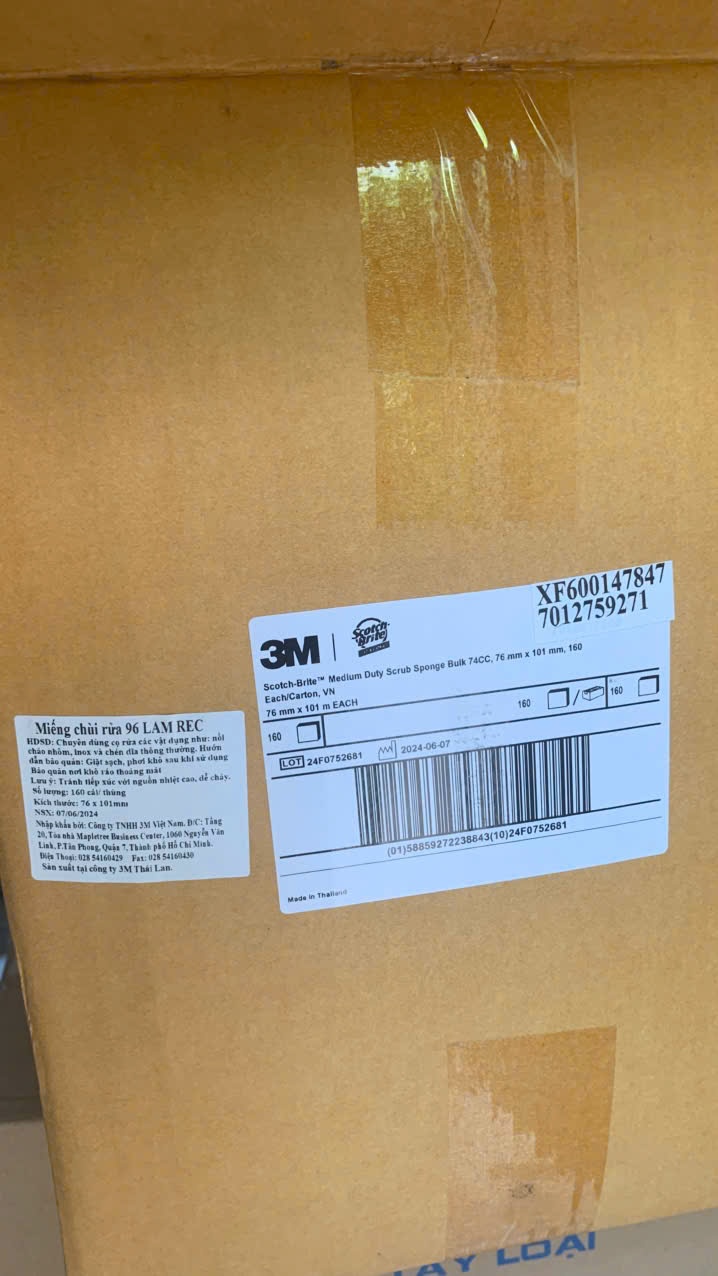 XF600147847
7012759271
3M
Scotch-Brite
Scotch-Brite™ Medium Duty Scrub Sponge Bulk 74CC, 76 mm x 101 mm, 160
Each/Carton, VN
76 mm x 101 m EACH
160
160
/
160
LOT 24F0752681
2024-06-07
(01)58859272238843(10)24F0752681
Made in Thailand
Miếng chùi rửa 96 LAM REC
HDSD: Chuyên dùng cọ rửa các vật dụng như: nồi
chảo nhôm, inox và chén dĩa thông thường. Hướn
dẫn bảo quản: Giặt sạch, phơi khô sau khi sử dụng
Bảo quản nơi khô ráo thoáng mát
Lưu ý: Tránh tiếp xúc với nguồn nhiệt cao, dễ cháy.
Số lượng: 160 cái/ thùng
Kích thước: 76 x 101mm
NSX: 07/06/2024
Nhập khẩu bởi: Công ty TNHH 3M Việt Nam. Đ/C: Tầng
20, Tòa nhà Mapletree Business Center, 1060 Nguyễn Văn
Linh, P.Tân Phong, Quận 7, Thành phố Hồ Chí Minh.
Điện Thoại: 028 54160429 Fax: 028 54160430
Sản xuất tại công ty 3M Thái Lan.
LOẠI